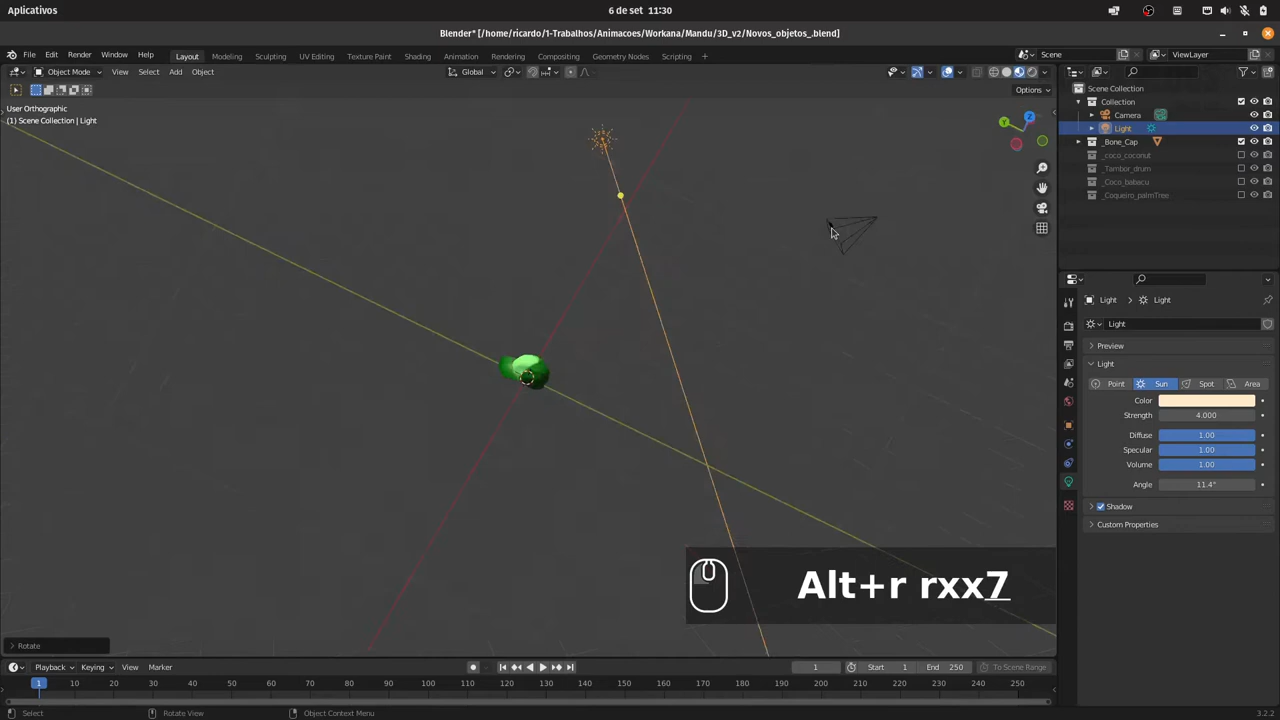 Aplicativos
6 de set 11:30
Blender* [/home/ricardo/1-Trabalhos/Animacoes/Workana/Mandu/3D_v2/Novos_objetos_.blend]
File Edit Render Window Help Layout Modeling Sculpting UV Editing Texture Paint Shading Animation Rendering Compositing Geometry Nodes Scripting + Scene ViewLayer
Object Mode View Select Add Object Global
Options
User Orthographic
(1) Scene Collection | Light
Y Z
Scene Collection
Collection
Camera
Light
_Bone_Cap
_coco_coconut
_Tambor_drum
_Coco_babacu
_Coqueiro_palmTree
Light > Light
Light
Preview
Light
Point Sun Spot Area
Color
Strength 4.000
Diffuse 1.00
Specular 1.00
Volume 1.00
Angle 11.4°
Shadow
Custom Properties
Alt+r rxx7
Rotate
Playback Keying View Marker 1 Start 1 End 250 To Scene Range
1 10 20 30 40 50 60 70 80 90 100 110 120 130 140 150 160 170 180 190 200 210 220 230 240 250
Select Rotate View Object Context Menu 3.2.2